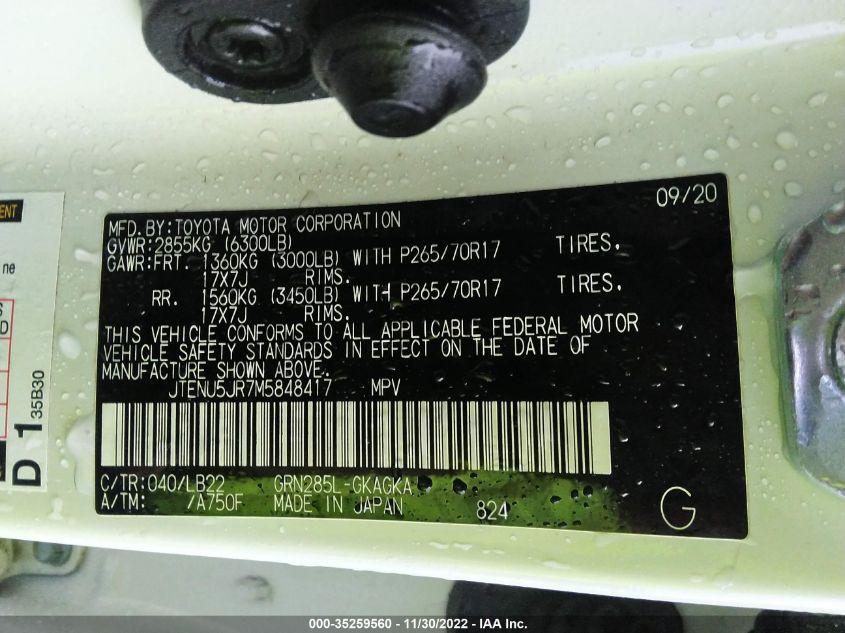 09/20
MFD. BY: TOYOTA MOTOR CORPORATION
GVWR: 2855KG (6300LB)
GAWR: FRT. 1360KG (3000LB) WITH P265/70R17 TIRES,
17X7J RIMS.
RR. 1560KG (3450LB) WITH P265/70R17 TIRES,
17X7J RIMS.
THIS VEHICLE CONFORMS TO ALL APPLICABLE FEDERAL MOTOR
VEHICLE SAFETY STANDARDS IN EFFECT ON THE DATE OF
MANUFACTURE SHOWN ABOVE.
JTENU5JR7M5848417 MPV
C/TR: 040/LB22 GRN285L-GKAGKA
A/TM: /A750F MADE IN JAPAN 824
G
ne
D 1 35B30
000-35259560 - 11/30/2022 - IAA Inc.